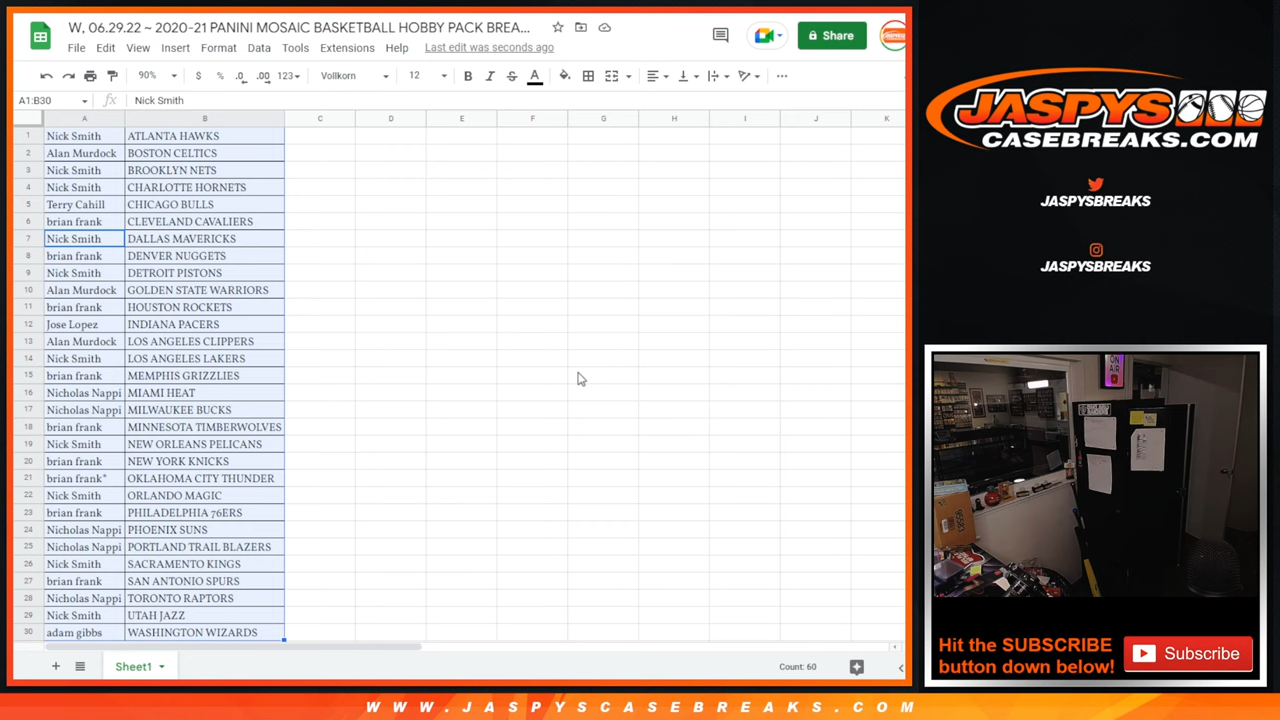 W, 06.29.22 ~ 2020-21 PANINI MOSAIC BASKETBALL HOBBY PACK BREA...
File Edit View Insert Format Data Tools Extensions Help Last edit was seconds ago
Share
90% $ % .0 .00 123 Vollkorn 12 B I S A
A1:B30 fx Nick Smith
A B C D E F G H I J K
1 Nick Smith ATLANTA HAWKS
2 Alan Murdock BOSTON CELTICS
3 Nick Smith BROOKLYN NETS
4 Nick Smith CHARLOTTE HORNETS
5 Terry Cahill CHICAGO BULLS
6 brian frank CLEVELAND CAVALIERS
7 Nick Smith DALLAS MAVERICKS
8 brian frank DENVER NUGGETS
9 Nick Smith DETROIT PISTONS
10 Alan Murdock GOLDEN STATE WARRIORS
11 brian frank HOUSTON ROCKETS
12 Jose Lopez INDIANA PACERS
13 Alan Murdock LOS ANGELES CLIPPERS
14 Nick Smith LOS ANGELES LAKERS
15 brian frank MEMPHIS GRIZZLIES
16 Nicholas Nappi MIAMI HEAT
17 Nicholas Nappi MILWAUKEE BUCKS
18 brian frank MINNESOTA TIMBERWOLVES
19 Nick Smith NEW ORLEANS PELICANS
20 brian frank NEW YORK KNICKS
21 brian frank* OKLAHOMA CITY THUNDER
22 Nick Smith ORLANDO MAGIC
23 brian frank PHILADELPHIA 76ERS
24 Nicholas Nappi PHOENIX SUNS
25 Nicholas Nappi PORTLAND TRAIL BLAZERS
26 Nick Smith SACRAMENTO KINGS
27 brian frank SAN ANTONIO SPURS
28 Nicholas Nappi TORONTO RAPTORS
29 Nick Smith UTAH JAZZ
30 adam gibbs WASHINGTON WIZARDS
Sheet1 Count: 60
JASPYS
CASEBREAKS.COM
JASPYSBREAKS
JASPYSBREAKS
ON AIR
Hit the SUBSCRIBE
button down below!
Subscribe
WWW.JASPYSCASEBREAKS.COM